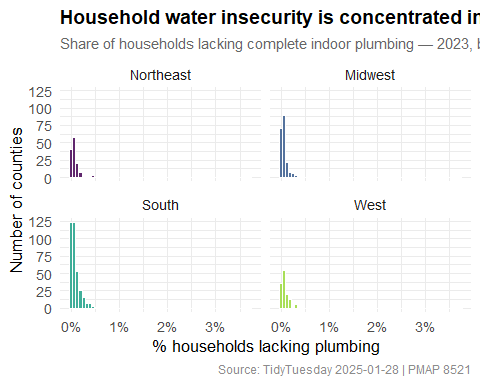 Household water insecurity is concentrated in
Share of households lacking complete indoor plumbing — 2023, b
Northeast
Midwest
125
100
75
50
25
0
South
West
125
100
75
50
25
0
0%
1%
2%
3%
0%
1%
2%
3%
Number of counties
% households lacking plumbing
Source: TidyTuesday 2025-01-28 | PMAP 8521